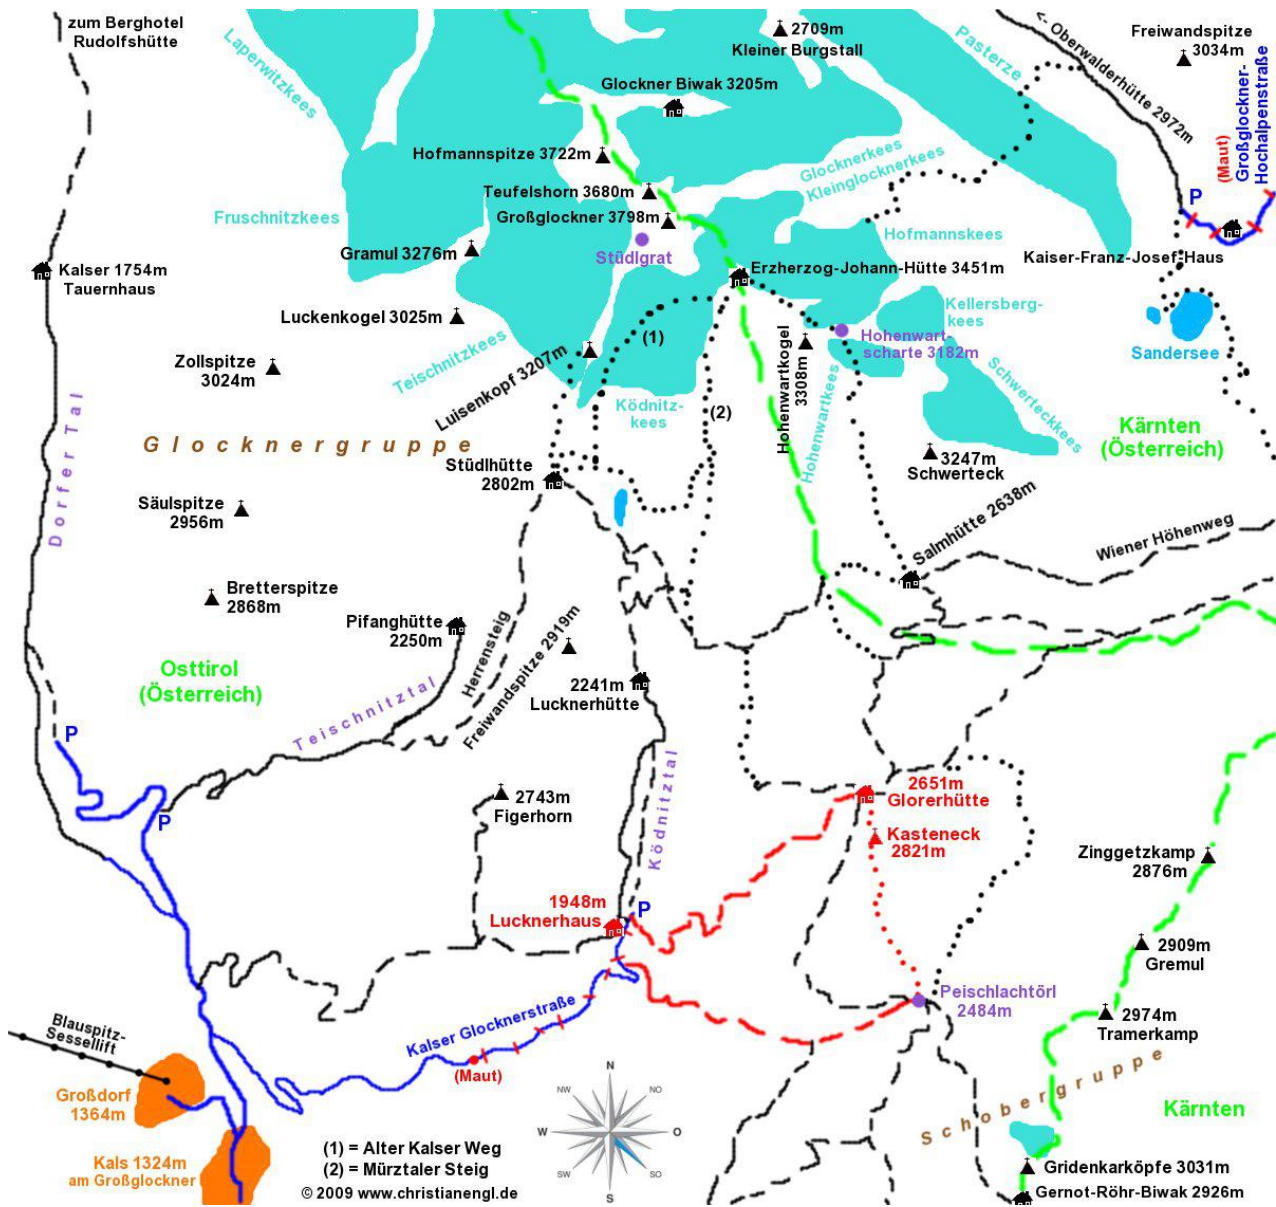 zum Berghotel
Rudolfshütte
Laperwitzkees
2709m
Kleiner Burgstall
Pasterze
<- Oberwalderhütte 2972m
Freiwandspitze
3034m
(Maut)
Großglockner-
Hochalpenstraße
Glockner Biwak 3205m
Hofmannspitze 3722m
Glocknerkees
Kleinglocknerkees
Teufelshorn 3680m
P
Fruschnitzkees
Großglockner 3798m
Hofmannskees
Gramul 3276m
Stüdlgrat
Kaiser-Franz-Josef-Haus
Kalser 1754m
Tauernhaus
Erzherzog-Johann-Hütte 3451m
Kellersberg-
kees
Luckenkogel 3025m
(1)
Hohenwart-
scharte 3182m
Sandersee
Zollspitze
3024m
Teischnitzkees
Luisenkopf 3207m
Hohenwartkogel
3308m
Schwerteckkees
Ködnitz-
kees
(2)
Hohenwartkees
Kärnten
(Österreich)
Glocknergruppe
Dorfer Tal
Stüdlhütte
2802m
3247m
Schwerteck
Säulspitze
2956m
Salmhütte 2638m
Wiener Höhenweg
Bretterspitze
2868m
Pifanghütte
2250m
Herrensteig
Freiwandspitze 2919m
Osttirol
(Österreich)
2241m
Lucknerhütte
Teischnitztal
P
Ködnitztal
2651m
Glorerhütte
2743m
Figerhorn
P
Kasteneck
2821m
Zinggetzkamp
2876m
1948m
Lucknerhaus
P
2909m
Gremul
Peischlachtörl
2484m
2974m
Tramerkamp
Kalser Glocknerstraße
Blauspitz-
Sessellift
(Maut)
Schobergruppe
Großdorf
1364m
N
NW
NO
W
O
SW
SO
S
Kärnten
(1) = Alter Kalser Weg
(2) = Mürztaler Steig
© 2009 www.christianengl.de
Kals 1324m
am Großglockner
Gridenkarköpfe 3031m
Gernot-Röhr-Biwak 2926m